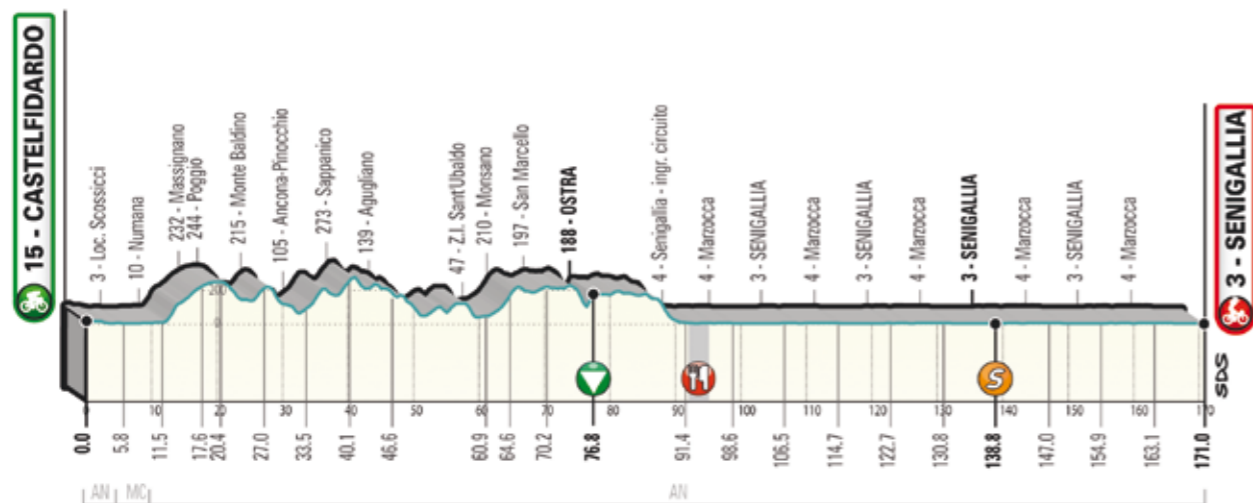 15 - CASTELFIDARDO
3 - Loc. Scossicci
10 - Numana
232 - Massignano
244 - Poggio
215 - Monte Baldino
105 - Ancona-Pinocchio
273 - Sappanico
139 - Agugliano
47 - Z.I. Sant'Ubaldo
210 - Monsano
197 - San Marcello
188 - OSTRA
4 - Senigallia - ingr. circuito
4 - Marzocca
3 - SENIGALLIA
4 - Marzocca
3 - SENIGALLIA
4 - Marzocca
3 - SENIGALLIA
4 - Marzocca
3 - SENIGALLIA
4 - Marzocca
3 - SENIGALLIA
200
0
S
SDS
0 10 20 30 40 50 60 70 80 90 100 110 120 130 140 150 160 170
0.0 5.8 11.5 17.6 20.4 27.0 33.5 40.1 46.6 60.9 64.6 70.2 76.8 91.4 98.6 106.5 114.7 122.7 130.8 138.8 147.0 154.9 163.1 171.0
AN MC AN